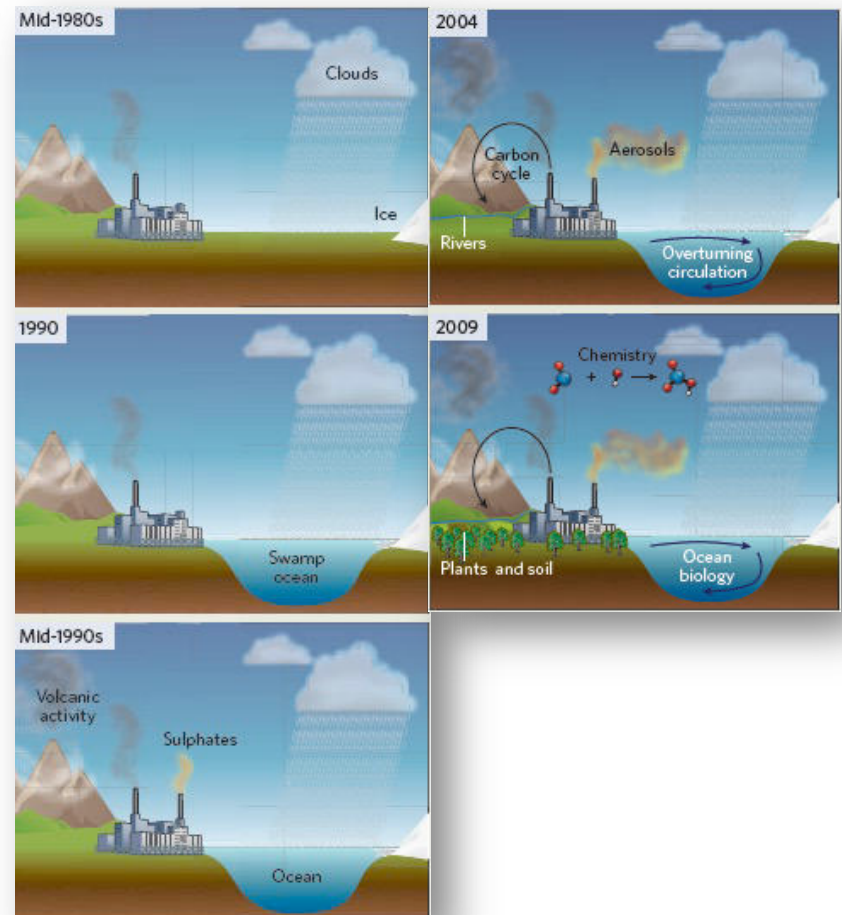 Mid-1980s
Clouds
Ice
1990
Swamp
ocean
Mid-1990s
Volcanic
activity
Sulphates
Ocean
2004
Carbon
cycle
Aerosols
Rivers
Overturning
circulation
2009
Chemistry
+
Plants and soil
Ocean
biology